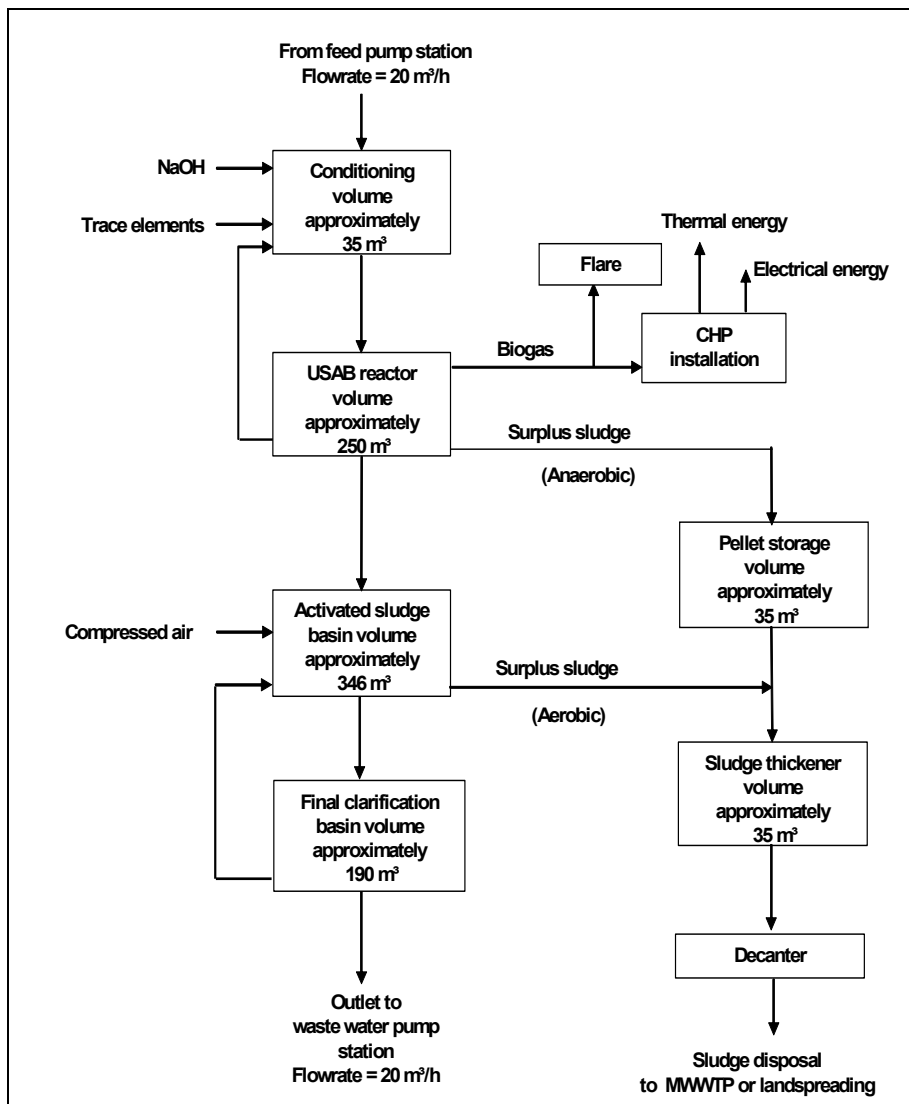 From feed pump station
Flowrate = 20 m³/h
NaOH
Trace elements
Conditioning
volume
approximately
35 m³
Thermal energy
Electrical energy
Flare
Biogas
CHP
installation
USAB reactor
volume
approximately
250 m³
Surplus sludge
(Anaerobic)
Pellet storage
volume
approximately
35 m³
Compressed air
Activated sludge
basin volume
approximately
346 m³
Surplus sludge
(Aerobic)
Sludge thickener
volume
approximately
35 m³
Final clarification
basin volume
approximately
190 m³
Decanter
Outlet to
waste water pump
station
Flowrate = 20 m³/h
Sludge disposal
to MWWTP or landspreading